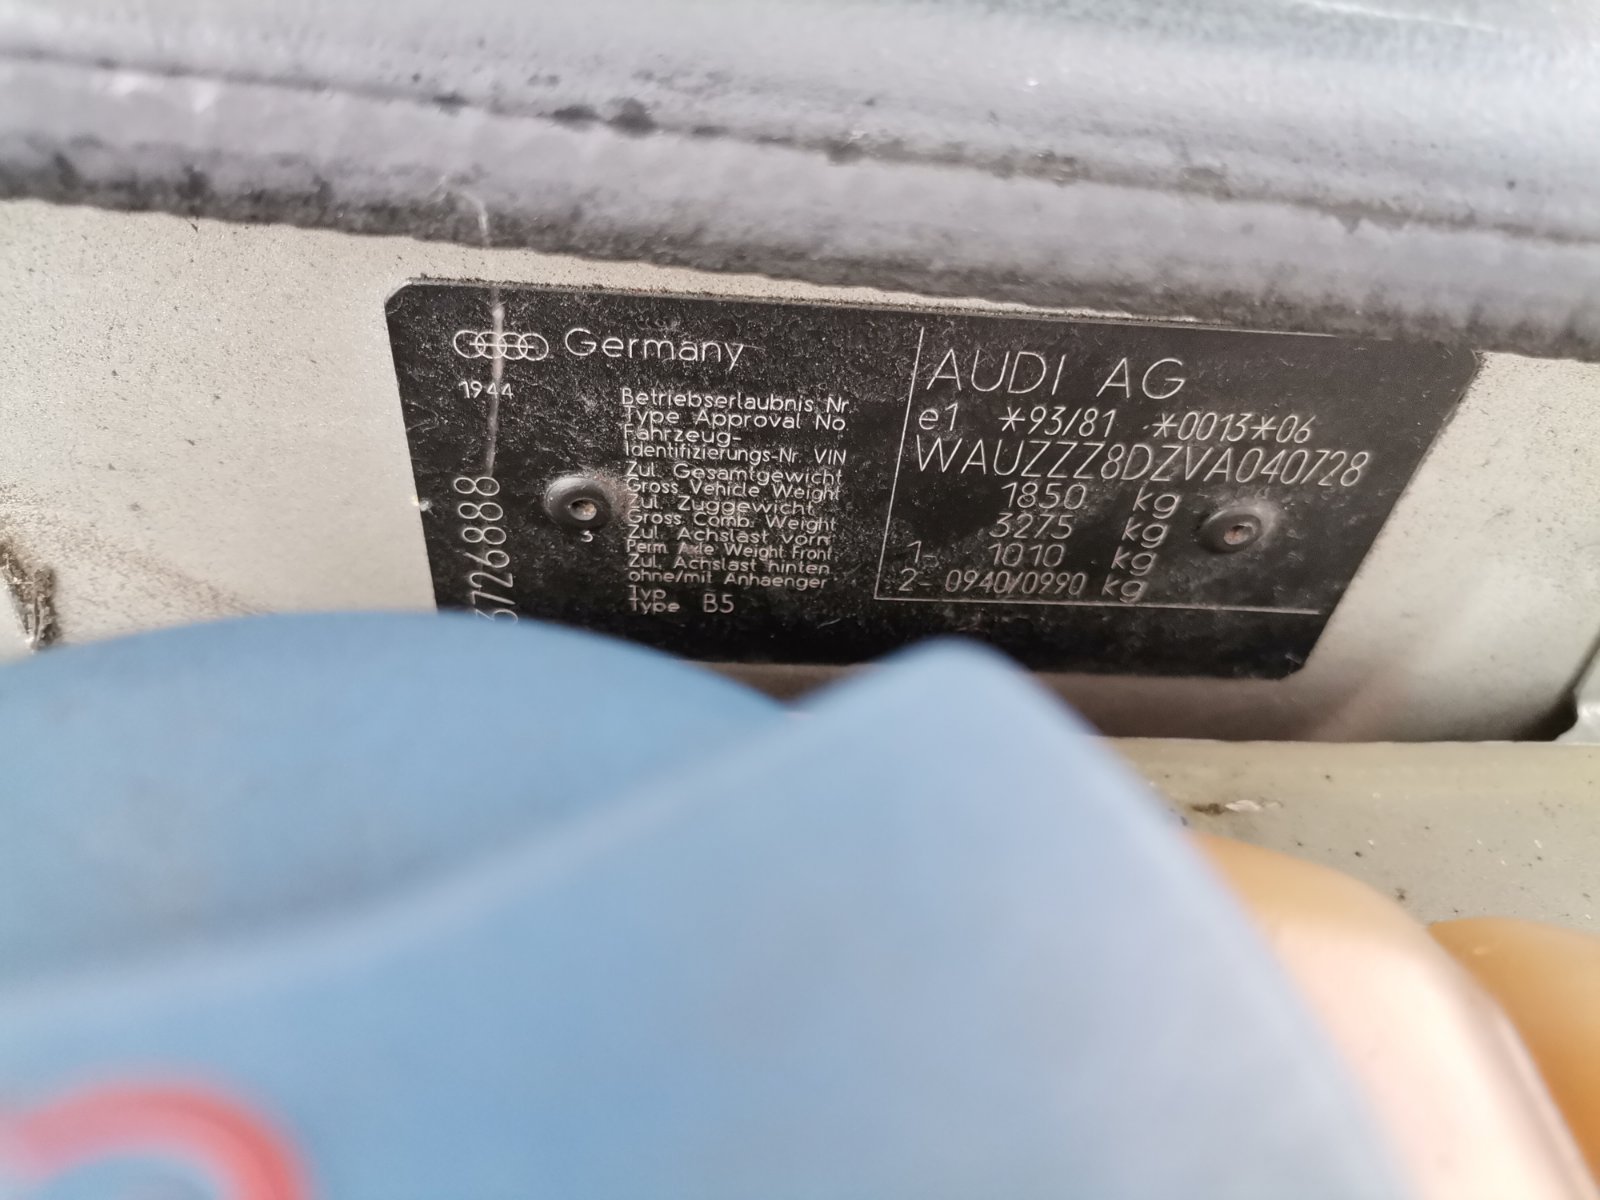 Germany
1944
Betriebserlaubnis Nr.
Type Approval No
Fahrzeug-
Identifizierungs-Nr. VIN
Zul. Gesamtgewicht
Gross Vehicle Weight
Zul. Zuggewicht
Gross Comb. Weight
Zul. Achslast vorn
Perm. Axle Weight Front
Zul. Achslast hinten
ohne/mit Anhaenger
Typ
Type B5
3
3726888
AUDI AG
e1 *93/81 *0013*06
WAUZZZ8DZVA040728
1850 kg
3275 kg
1- 1010 kg
2- 0940/0990 kg